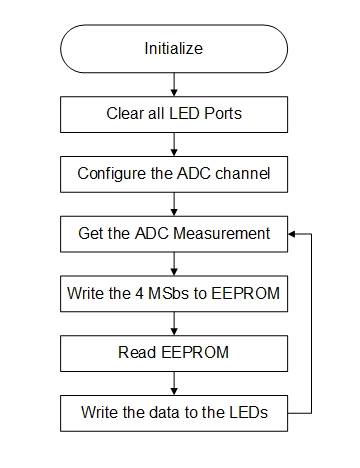 Initialize
Clear all LED Ports
Configure the ADC channel
Get the ADC Measurement
Write the 4 MSbs to EEPROM
Read EEPROM
Write the data to the LEDs